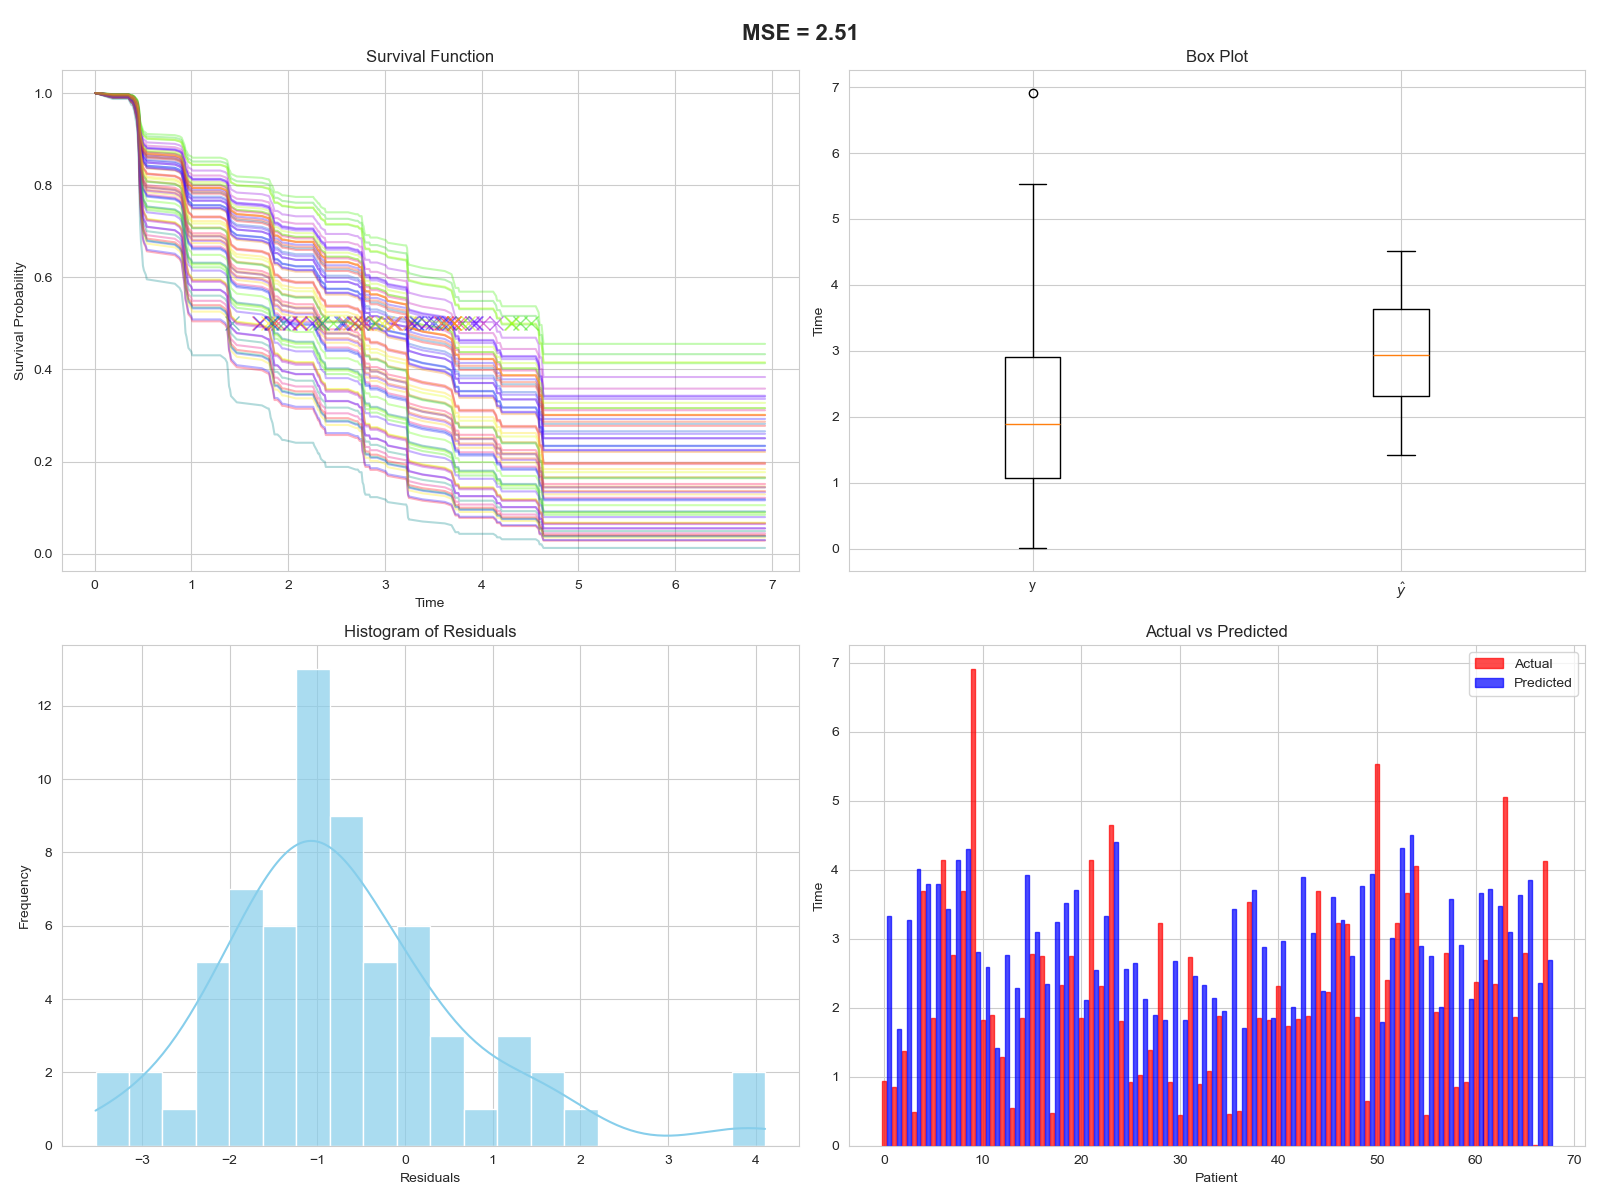 MSE = 2.51
Survival Function
Survival Probability
1.0
0.8
0.6
0.4
0.2
0.0
0 1 2 3 4 5 6 7
Time
Box Plot
Time
7
6
5
4
3
2
1
0
y ŷ
Histogram of Residuals
Frequency
12
10
8
6
4
2
0
−3 −2 −1 0 1 2 3 4
Residuals
Actual vs Predicted
Actual
Predicted
Time
7
6
5
4
3
2
1
0
0 10 20 30 40 50 60 70
Patient